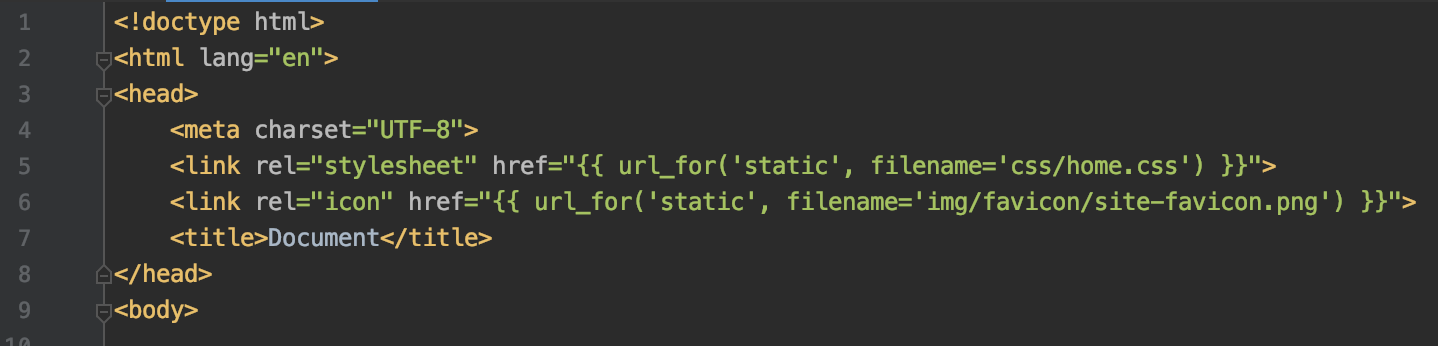 1 <!doctype html>
2 <html lang="en">
3 <head>
4 <meta charset="UTF-8">
5 <link rel="stylesheet" href="{{ url_for('static', filename='css/home.css') }}">
6 <link rel="icon" href="{{ url_for('static', filename='img/favicon/site-favicon.png') }}">
7 <title>Document</title>
8 </head>
9 <body>
10